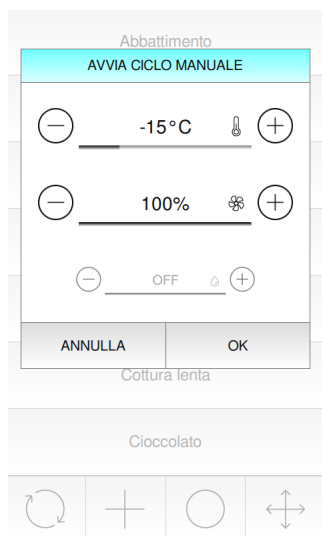 Abbattimento
AVVIA CICLO MANUALE
-15°C
100%
OFF
ANNULLA
OK
Cottura lenta
Cioccolato